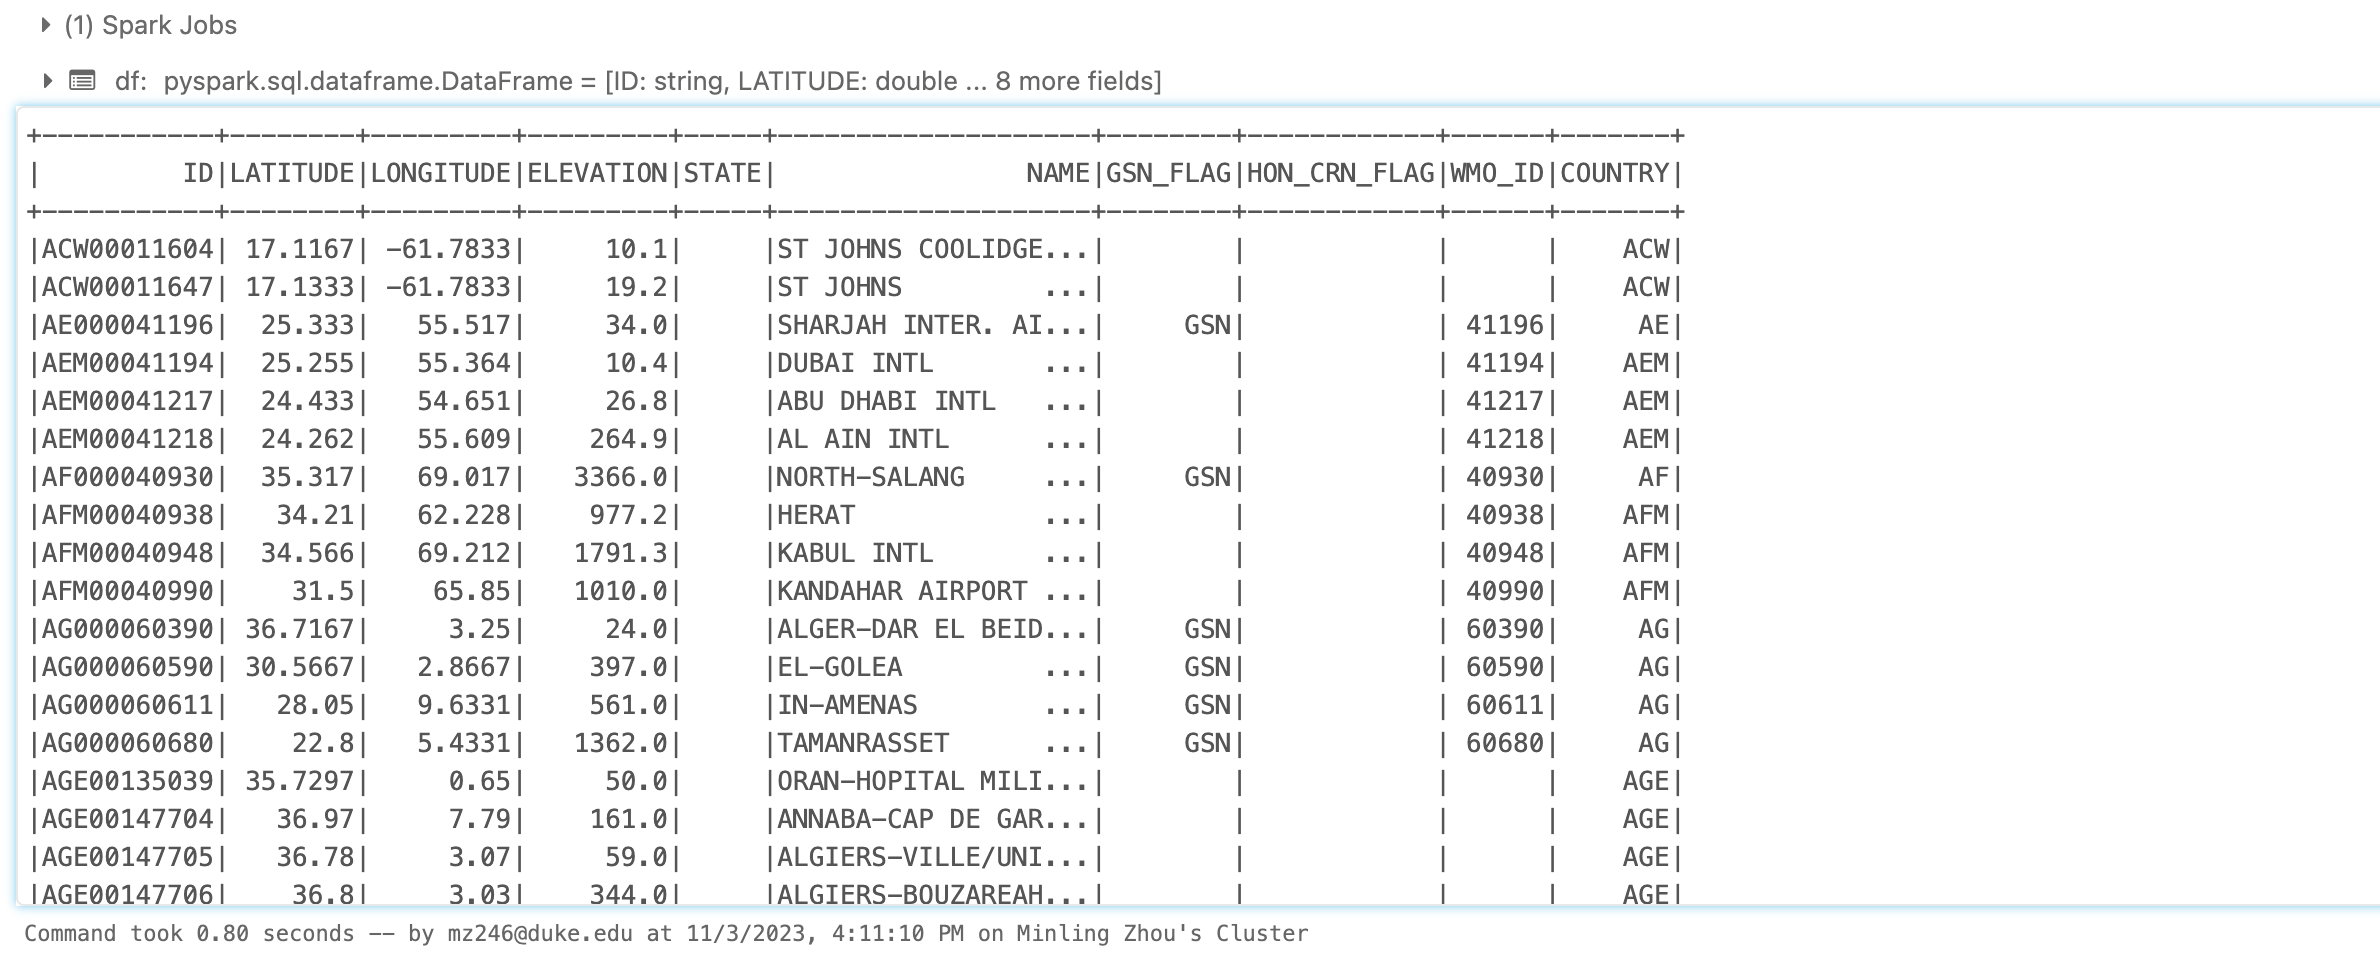 (1) Spark Jobs
df: pyspark.sql.dataframe.DataFrame = [ID: string, LATITUDE: double ... 8 more fields]
+-----------+--------+---------+---------+-----+--------------------+--------+------------+------+-------+
|         ID|LATITUDE|LONGITUDE|ELEVATION|STATE|                NAME|GSN_FLAG|HON_CRN_FLAG|WMO_ID|COUNTRY|
+-----------+--------+---------+---------+-----+--------------------+--------+------------+------+-------+
|ACW00011604| 17.1167| -61.7833|     10.1|     |ST JOHNS COOLIDGE...|        |            |      |    ACW|
|ACW00011647| 17.1333| -61.7833|     19.2|     |ST JOHNS         ...|        |            |      |    ACW|
|AE000041196|  25.333|   55.517|     34.0|     |SHARJAH INTER. AI...|     GSN|            | 41196|     AE|
|AEM00041194|  25.255|   55.364|     10.4|     |DUBAI INTL       ...|        |            | 41194|    AEM|
|AEM00041217|  24.433|   54.651|     26.8|     |ABU DHABI INTL   ...|        |            | 41217|    AEM|
|AEM00041218|  24.262|   55.609|    264.9|     |AL AIN INTL      ...|        |            | 41218|    AEM|
|AF000040930|  35.317|   69.017|   3366.0|     |NORTH-SALANG     ...|     GSN|            | 40930|     AF|
|AFM00040938|   34.21|   62.228|    977.2|     |HERAT            ...|        |            | 40938|    AFM|
|AFM00040948|  34.566|   69.212|   1791.3|     |KABUL INTL       ...|        |            | 40948|    AFM|
|AFM00040990|    31.5|    65.85|   1010.0|     |KANDAHAR AIRPORT ...|        |            | 40990|    AFM|
|AG000060390| 36.7167|     3.25|     24.0|     |ALGER-DAR EL BEID...|     GSN|            | 60390|     AG|
|AG000060590| 30.5667|   2.8667|    397.0|     |EL-GOLEA         ...|     GSN|            | 60590|     AG|
|AG000060611|   28.05|   9.6331|    561.0|     |IN-AMENAS        ...|     GSN|            | 60611|     AG|
|AG000060680|    22.8|   5.4331|   1362.0|     |TAMANRASSET      ...|     GSN|            | 60680|     AG|
|AGE00135039| 35.7297|     0.65|     50.0|     |ORAN-HOPITAL MILI...|        |            |      |    AGE|
|AGE00147704|   36.97|     7.79|    161.0|     |ANNABA-CAP DE GAR...|        |            |      |    AGE|
|AGE00147705|   36.78|     3.07|     59.0|     |ALGIERS-VILLE/UNI...|        |            |      |    AGE|
|AGE00147706|    36.8|     3.03|    344.0|     |ALGIERS-BOUZAREAH...|        |            |      |    AGE|
Command took 0.80 seconds -- by mz246@duke.edu at 11/3/2023, 4:11:10 PM on Minling Zhou's Cluster